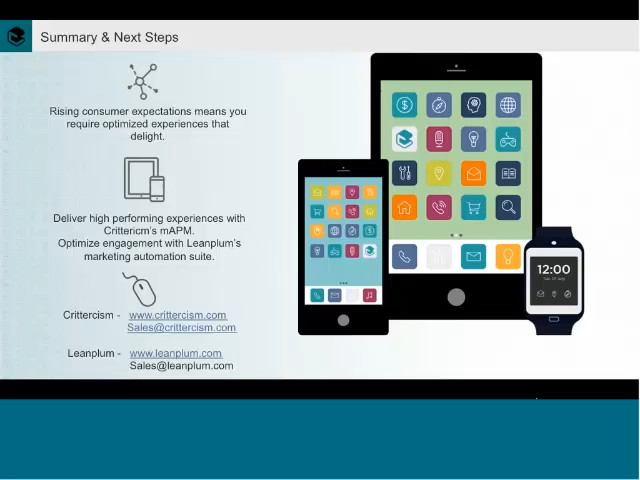 Summary & Next Steps
Rising consumer expectations means you
require optimized experiences that
delight.
Deliver high performing experiences with
Crittericm's mAPM.
Optimize engagement with Leanplum's
marketing automation suite.
Crittercism - www.crittercism.com
Sales@crittercism.com
Leanplum - www.leanplum.com
Sales@leanplum.com
12:00